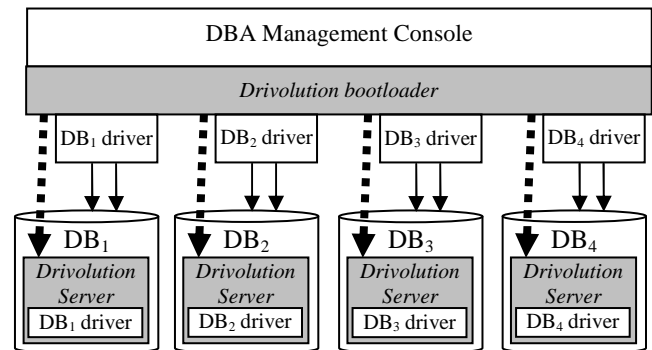 DBA Management Console
Drivolution bootloader
DB₁ driver DB₂ driver DB₃ driver DB₄ driver
DB₁ DB₂ DB₃ DB₄
Drivolution Drivolution Drivolution Drivolution
Server Server Server Server
DB₁ driver DB₂ driver DB₃ driver DB₄ driver